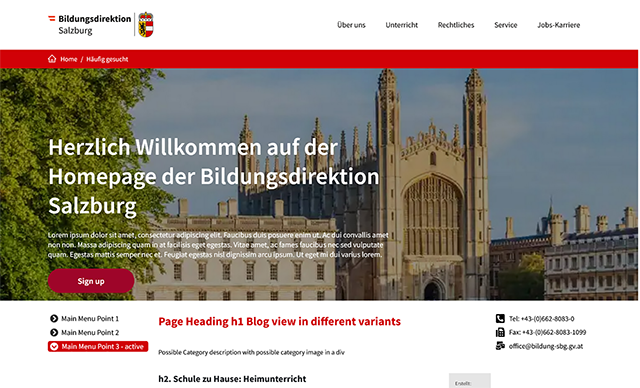 Bildungsdirektion
Salzburg
Über uns
Unterricht
Rechtliches
Service
Jobs-Karriere
Home / Häufig gesucht
Herzlich Willkommen auf der
Homepage der Bildungsdirektion
Salzburg
Lorem ipsum dolor sit amet, consectetur adipiscing elit. Faucibus duis posuere enim ut. Ac dui convallis amet
non non. Massa adipiscing quam in at facilisis eget egestas. Vitae amet, ac fames faucibus nec sed vulputate
quam. Egestas mattis semper nec et. Feugiat egestas nisl dignissim arcu ipsum. Ut eget mi dui varius lorem.
Sign up
Main Menu Point 1
Main Menu Point 2
Main Menu Point 3 - active
Page Heading h1 Blog view in different variants
Possible Category description with possible category image in a div
h2. Schule zu Hause: Heimunterricht
Erstellt:
Tel: +43-(0)662-8083-0
Fax: +43-(0)662-8083-1099
office@bildung-sbg.gv.at